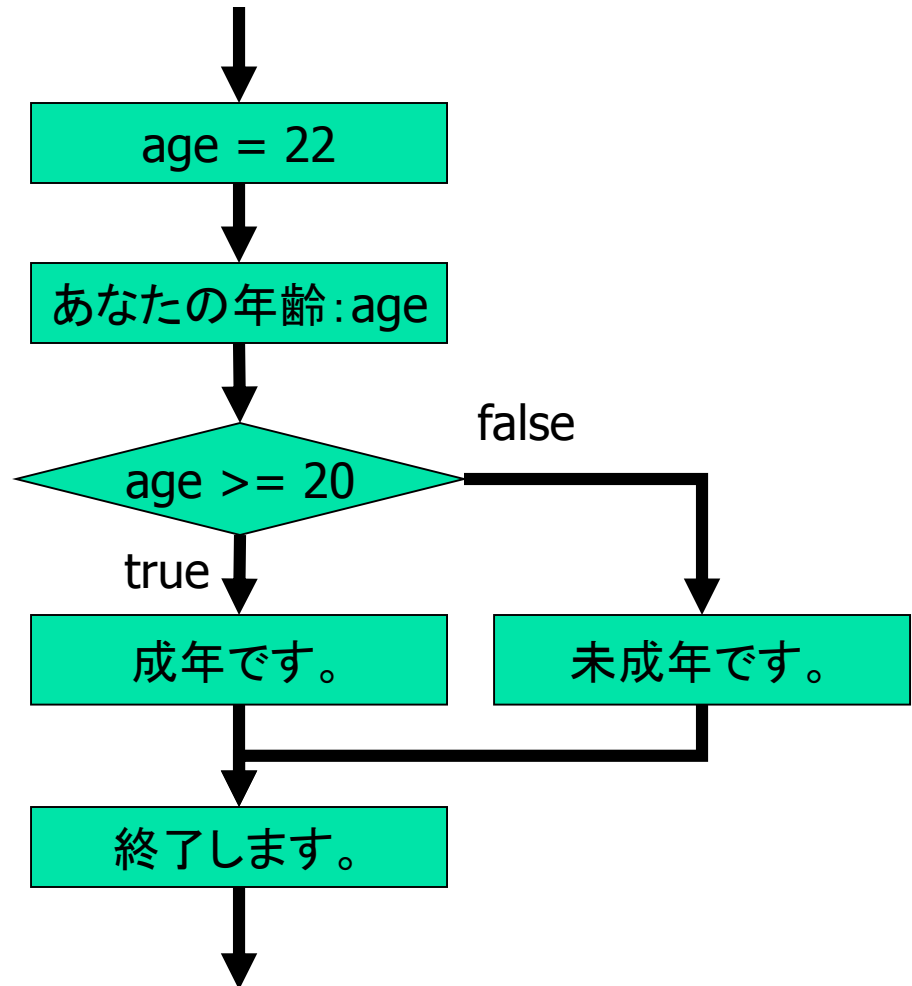 age = 22
あなたの年齢：age
age >= 20
false
true
成年です。
未成年です。
終了します。